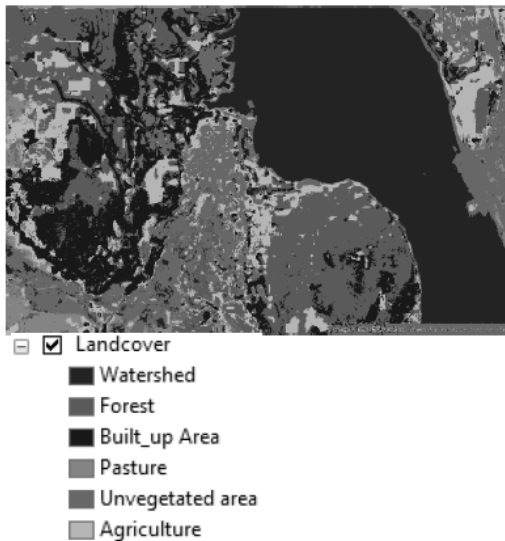 Landcover
Watershed
Forest
Built_up Area
Pasture
Unvegetated area
Agriculture